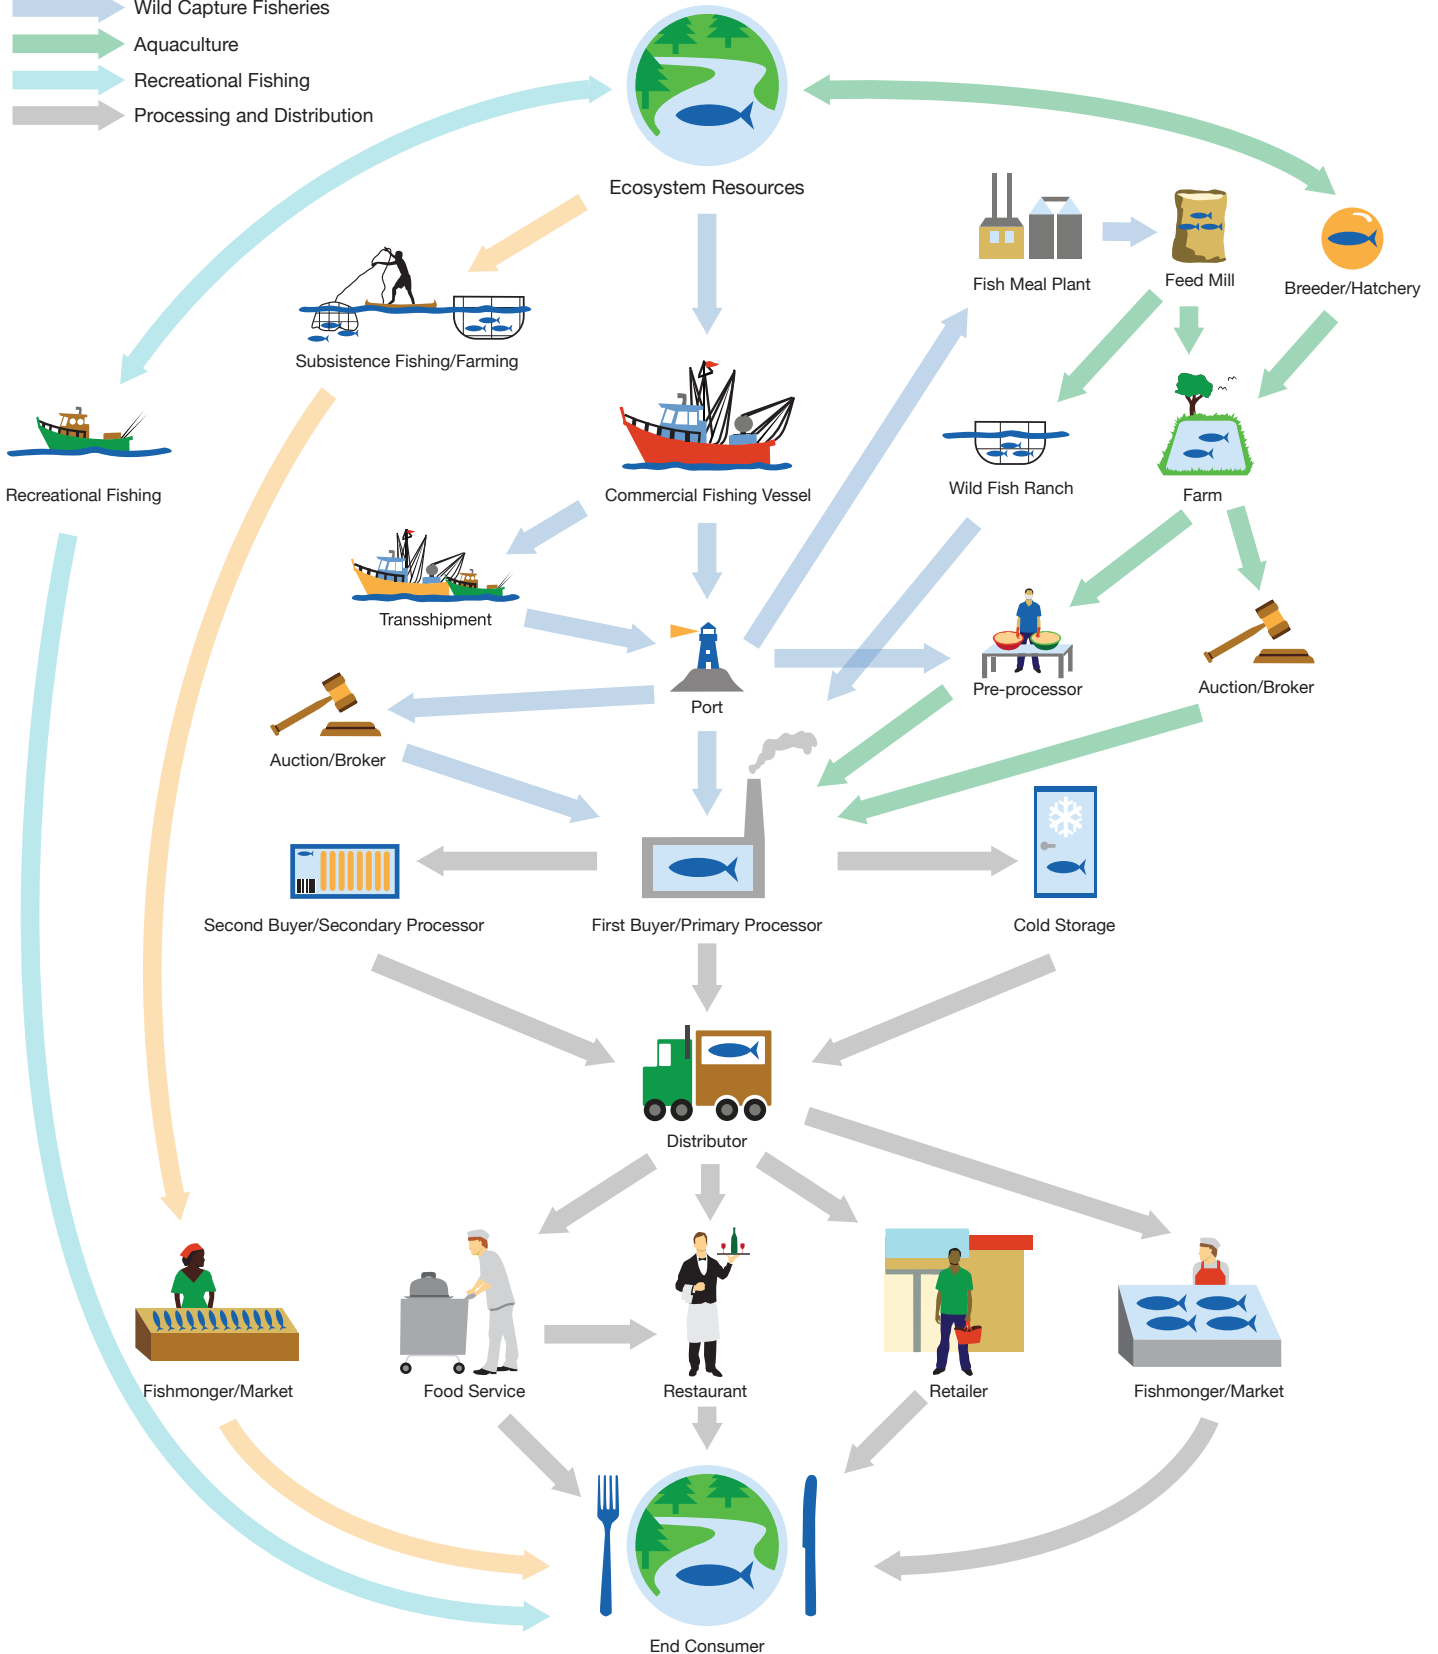 Wild Capture Fisheries
Aquaculture
Recreational Fishing
Processing and Distribution
Ecosystem Resources
Fish Meal Plant
Feed Mill
Breeder/Hatchery
Subsistence Fishing/Farming
Recreational Fishing
Commercial Fishing Vessel
Wild Fish Ranch
Farm
Transshipment
Port
Pre-processor
Auction/Broker
Auction/Broker
Second Buyer/Secondary Processor
First Buyer/Primary Processor
Cold Storage
Distributor
Fishmonger/Market
Food Service
Restaurant
Retailer
Fishmonger/Market
End Consumer